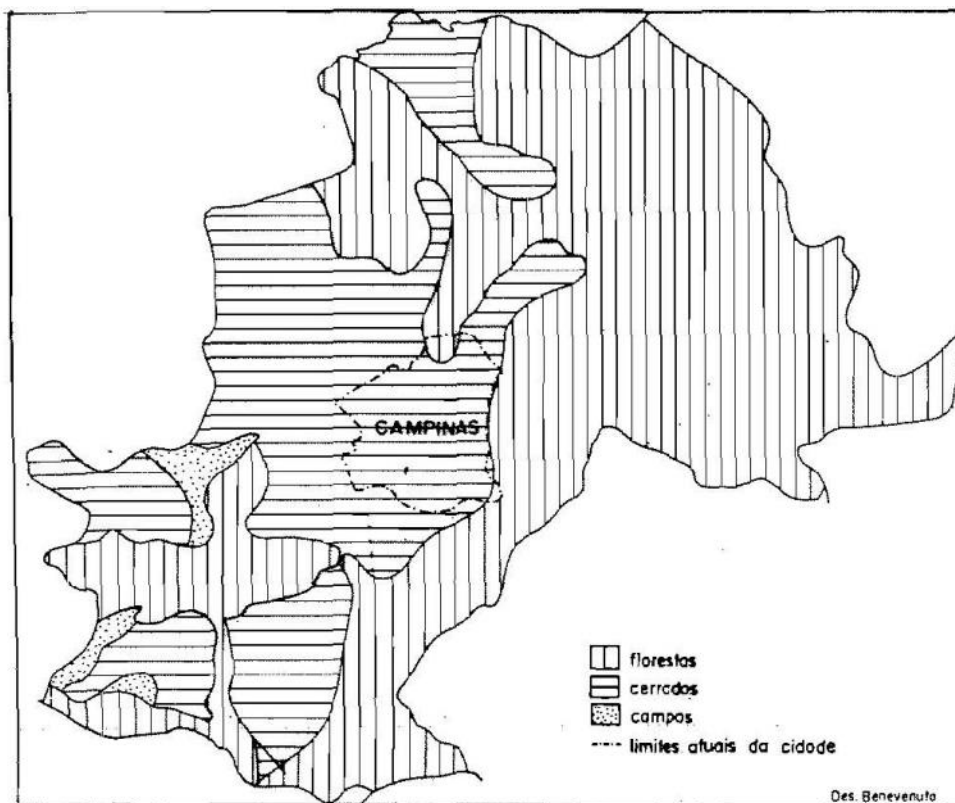 CAMPINAS
florestas
cerrados
campos
limites atuais da cidade
Des. Benevenuto